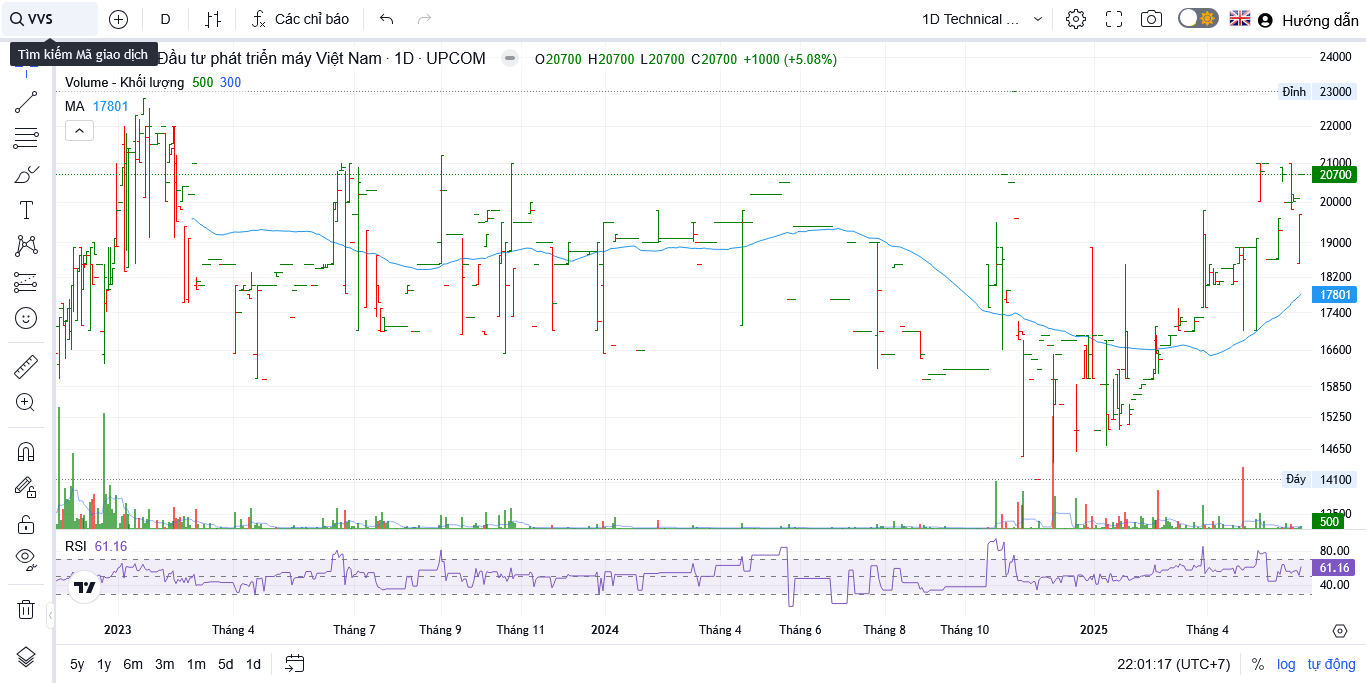 VVS
D
Các chỉ báo
1D Technical ...
Hướng dẫn
Tìm kiếm Mã giao dịch
Đầu tư phát triển máy Việt Nam · 1D · UPCOM
O20700 H20700 L20700 C20700 +1000 (+5.08%)
Volume - Khối lượng 500 300
MA 17801
24000
Đỉnh 23000
22000
21000
20700
20000
19000
18200
17801
17400
16600
15850
15250
14650
Đáy 14100
500
RSI 61.16
80.00
61.16
40.00
2023 Tháng 4 Tháng 7 Tháng 9 Tháng 11 2024 Tháng 4 Tháng 6 Tháng 8 Tháng 10 2025 Tháng 4
5y 1y 6m 3m 1m 5d 1d
22:01:17 (UTC+7) % log tự động